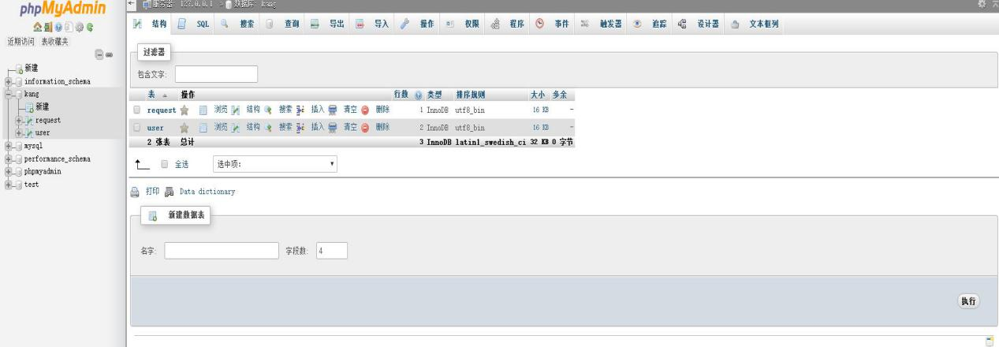 phpMyAdmin
近期访问 表收藏夹
新建
information_schema
kang
新建
request
user
mysql
performance_schema
phpmyadmin
test
服务器: 127.0.0.1 » 数据库: kang
结构 SQL 搜索 查询 导出 导入 操作 权限 程序 事件 触发器 追踪 设计器 文本框列
过滤器
包含文字:
表 操作 行数 类型 排序规则 大小 多余
request 浏览 结构 搜索 插入 清空 删除 1 InnoDB utf8_bin 16 KB -
user 浏览 结构 搜索 插入 清空 删除 2 InnoDB utf8_bin 16 KB -
2 张表 总计 3 InnoDB latin1_swedish_ci 32 KB 0 字节
全选 选中项:
打印 Data dictionary
新建数据表
名字: 字段数: 4
执行